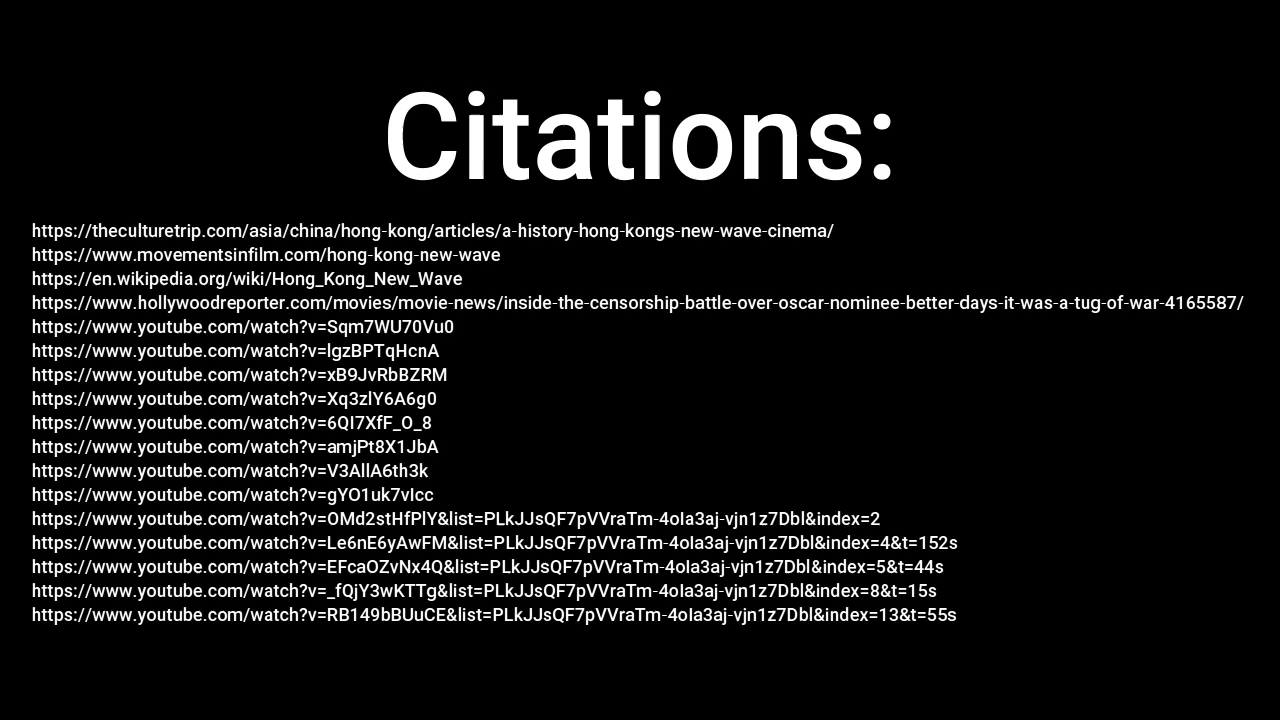 Citations:
https://theculturetrip.com/asia/china/hong-kong/articles/a-history-hong-kongs-new-wave-cinema/
https://www.movementsinfilm.com/hong-kong-new-wave
https://en.wikipedia.org/wiki/Hong_Kong_New_Wave
https://www.hollywoodreporter.com/movies/movie-news/inside-the-censorship-battle-over-oscar-nominee-better-days-it-was-a-tug-of-war-4165587/
https://www.youtube.com/watch?v=Sqm7WU70Vu0
https://www.youtube.com/watch?v=lgzBPTqHcnA
https://www.youtube.com/watch?v=xB9JvRbBZRM
https://www.youtube.com/watch?v=Xq3zlY6A6g0
https://www.youtube.com/watch?v=6QI7XfF_O_8
https://www.youtube.com/watch?v=amjPt8X1JbA
https://www.youtube.com/watch?v=V3AllA6th3k
https://www.youtube.com/watch?v=gYO1uk7vIcc
https://www.youtube.com/watch?v=OMd2stHfPlY&list=PLkJJsQF7pVVraTm-4oIa3aj-vjn1z7Dbl&index=2
https://www.youtube.com/watch?v=Le6nE6yAwFM&list=PLkJJsQF7pVVraTm-4oIa3aj-vjn1z7Dbl&index=4&t=152s
https://www.youtube.com/watch?v=EFcaOZvNx4Q&list=PLkJJsQF7pVVraTm-4oIa3aj-vjn1z7Dbl&index=5&t=44s
https://www.youtube.com/watch?v=_fQjY3wKTTg&list=PLkJJsQF7pVVraTm-4oIa3aj-vjn1z7Dbl&index=8&t=15s
https://www.youtube.com/watch?v=RB149bBUuCE&list=PLkJJsQF7pVVraTm-4oIa3aj-vjn1z7Dbl&index=13&t=55s